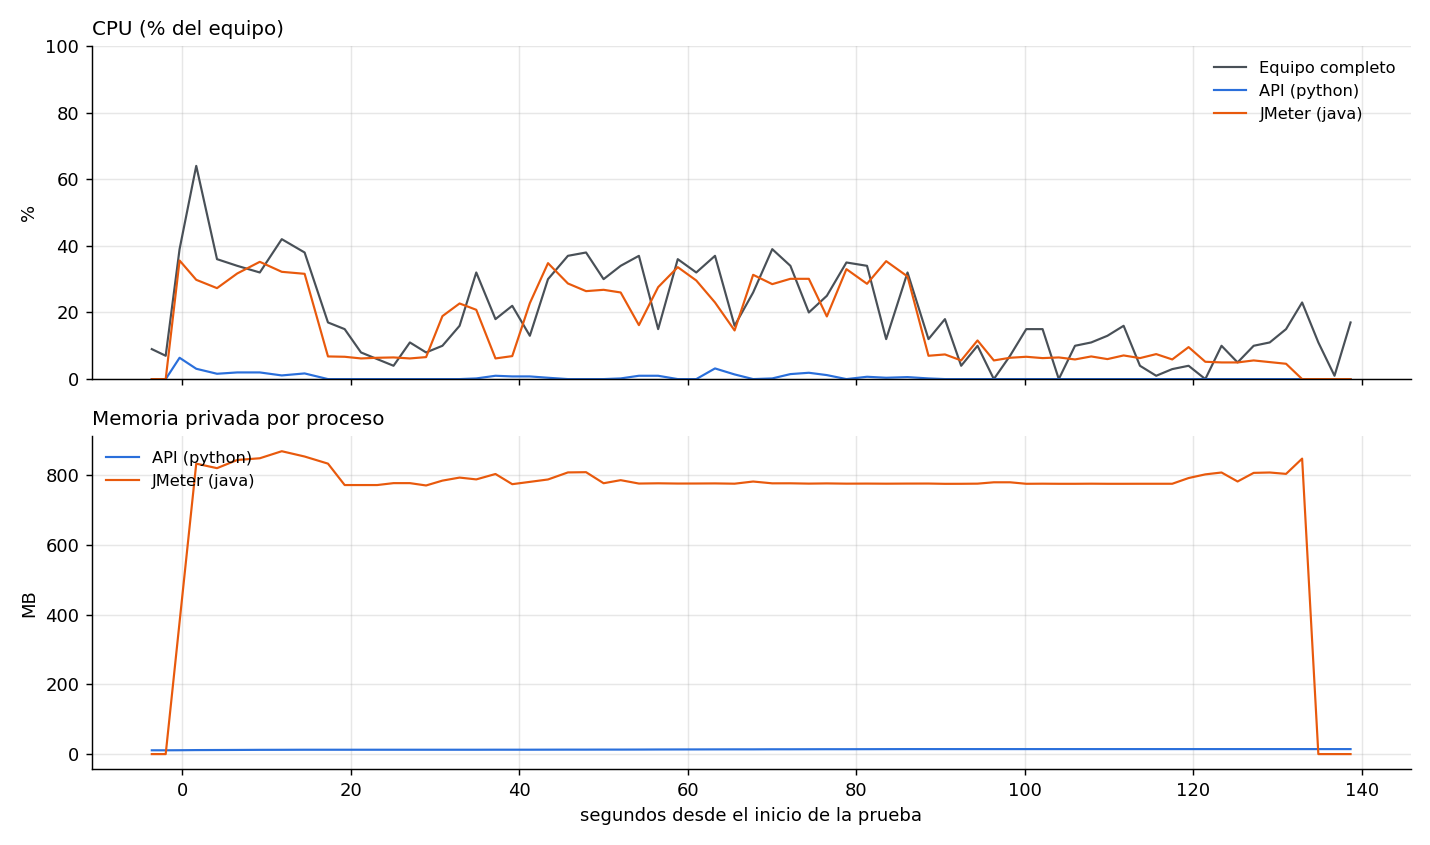 CPU (% del equipo)
100
80
60
40
20
0
%
Equipo completo
API (python)
JMeter (java)
Memoria privada por proceso
800
600
400
200
0
MB
API (python)
JMeter (java)
0 20 40 60 80 100 120 140
segundos desde el inicio de la prueba